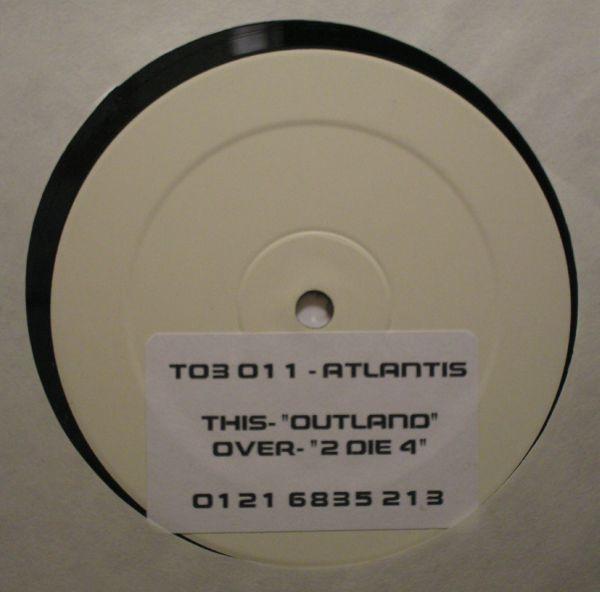 TO3 011 - ATLANTIS
THIS- "OUTLAND"
OVER- "2 DIE 4"
0121 6835 213